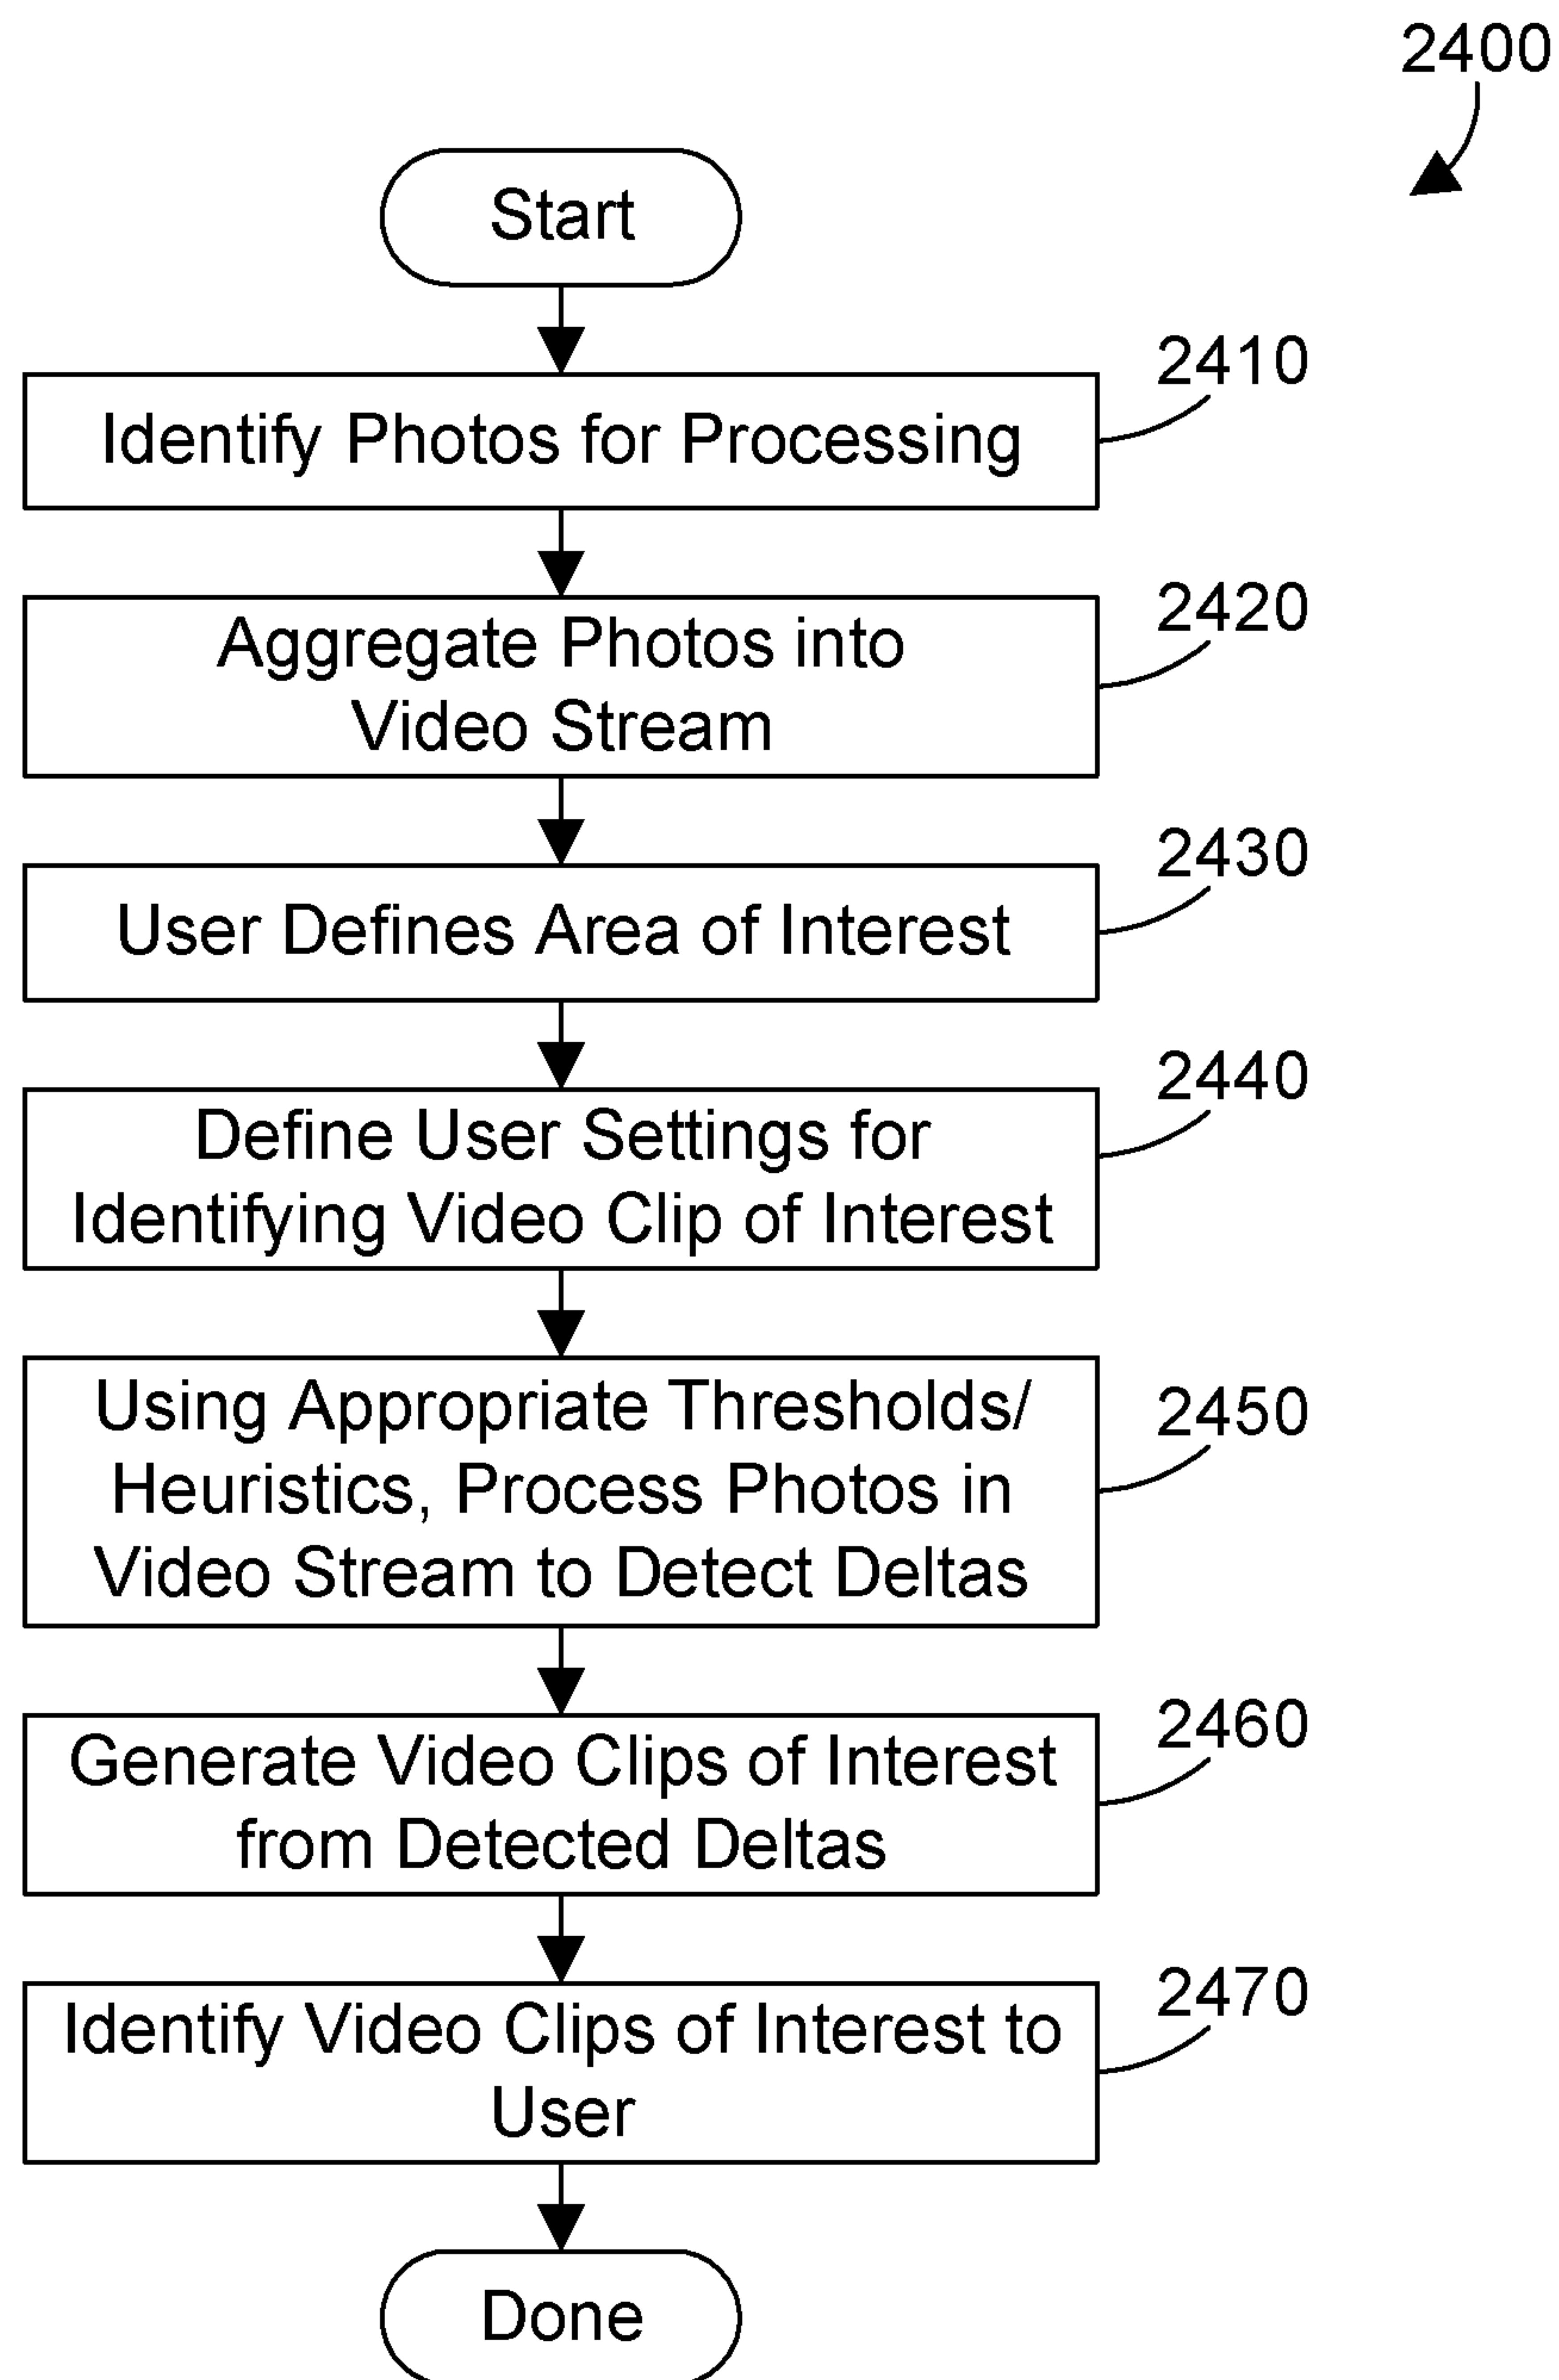 2400
Start
2410
Identify Photos for Processing
2420
Aggregate Photos into
Video Stream
2430
User Defines Area of Interest
2440
Define User Settings for
Identifying Video Clip of Interest
2450
Using Appropriate Thresholds/
Heuristics, Process Photos in
Video Stream to Detect Deltas
2460
Generate Video Clips of Interest
from Detected Deltas
2470
Identify Video Clips of Interest to
User
Done